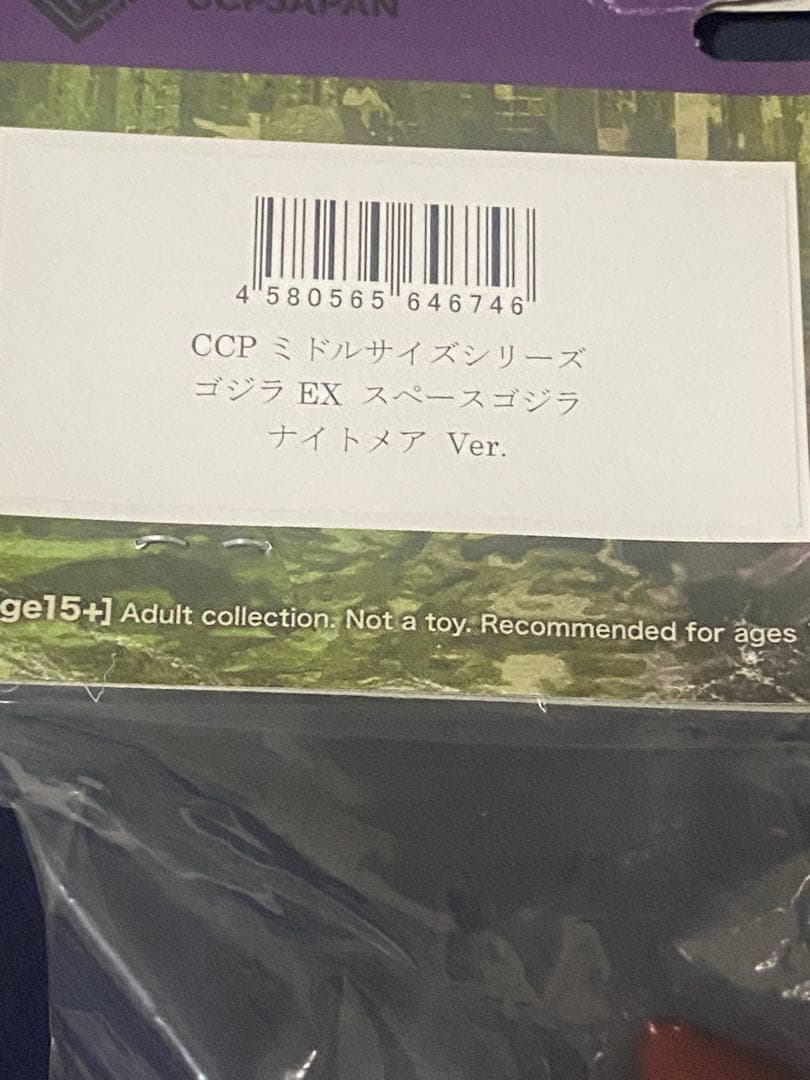 CCPJAPAN
4 580565 646746
CCP ミドルサイズシリーズ
ゴジラ EX スペースゴジラ
ナイトメア Ver.
ge15+] Adult collection. Not a toy. Recommended for ages